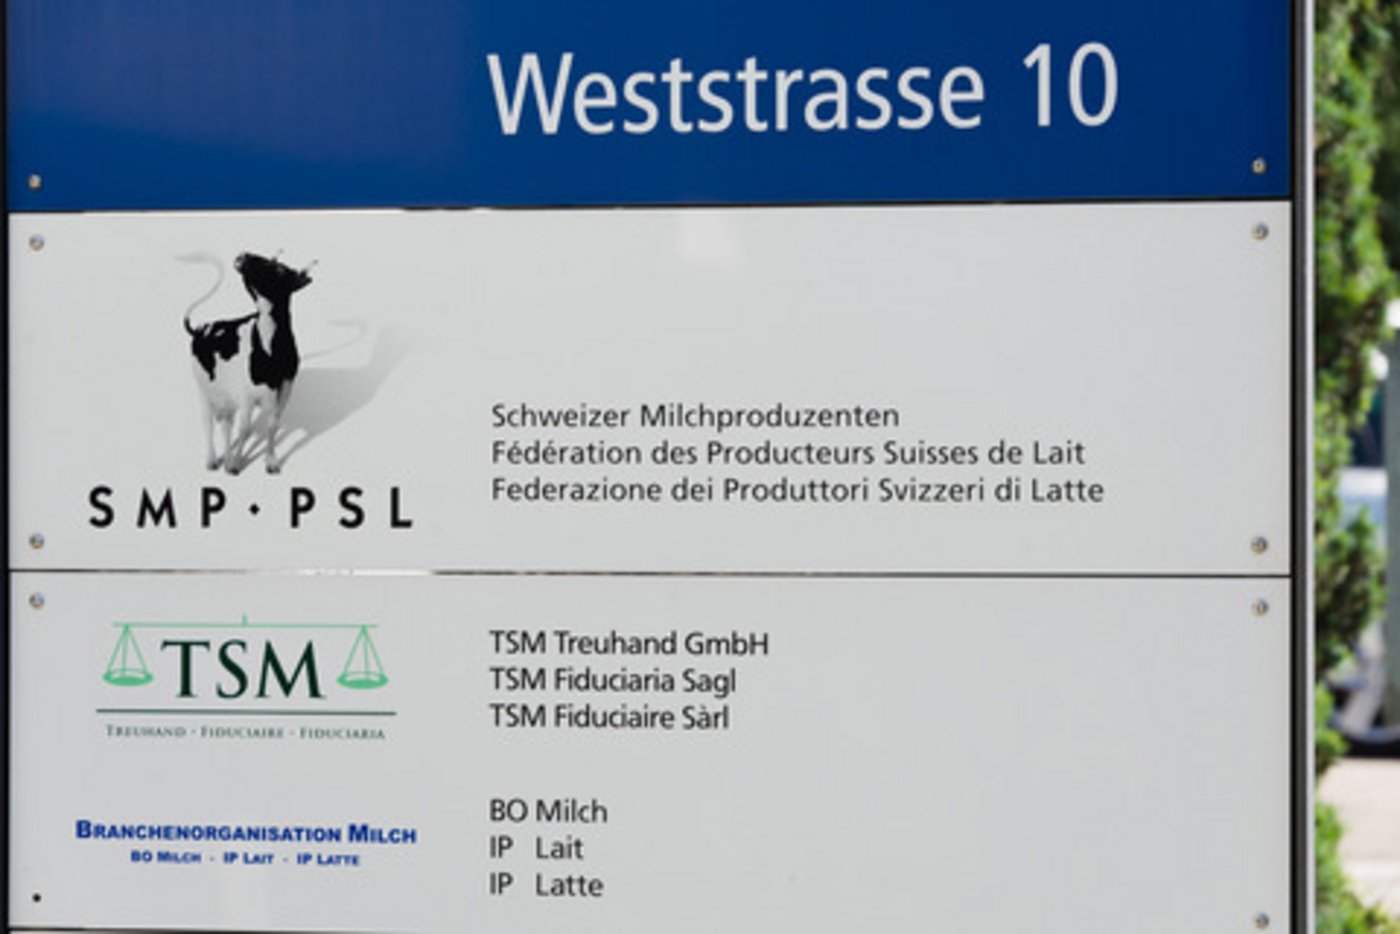 Weststrasse 10
SMP·PSL
Schweizer Milchproduzenten
Fédération des Producteurs Suisses de Lait
Federazione dei Produttori Svizzeri di Latte
TSM
TREUHAND · FIDUCIAIRE · FIDUCIARIA
TSM Treuhand GmbH
TSM Fiduciaria Sagl
TSM Fiduciaire Sàrl
BRANCHENORGANISATION MILCH
BO MILCH - IP LAIT - IP LATTE
BO Milch
IP Lait
IP Latte